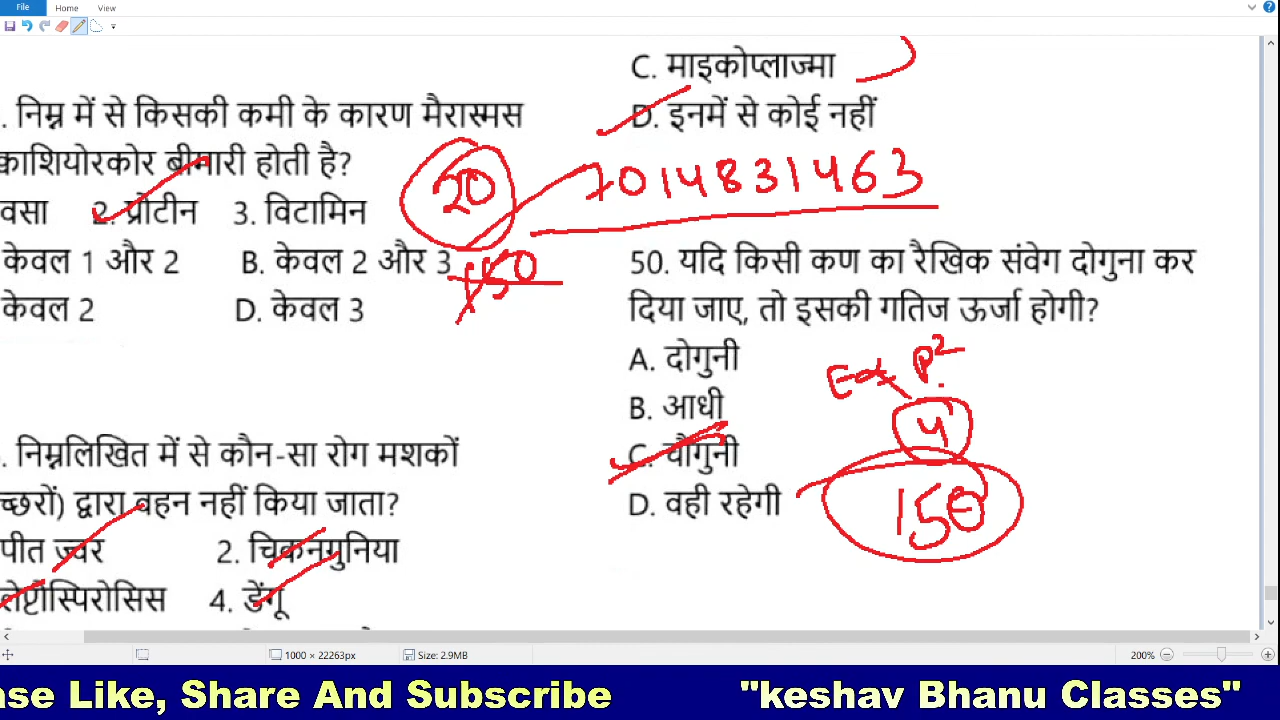 File Home View
. निम्न में से किसकी कमी के कारण मैरास्मस
काशियोरकोर बीमारी होती है?
वसा 2. प्रोटीन 3. विटामिन
केवल 1 और 2 B. केवल 2 और 3
केवल 2 D. केवल 3
20
150
. निम्नलिखित में से कौन-सा रोग मशकों
च्छरों) द्वारा वहन नहीं किया जाता?
पीत ज्वर 2. चिकनगुनिया
लेप्टोस्पिरोसिस 4. डेंगू
C. माइकोप्लाज्मा
D. इनमें से कोई नहीं
7014831463
50. यदि किसी कण का रैखिक संवेग दोगुना कर
दिया जाए, तो इसकी गतिज ऊर्जा होगी?
A. दोगुनी
B. आधी
C. चौगुनी
D. वही रहेगी
E∝ P²
4
150
1000 × 22263px Size: 2.9MB 200%
ase Like, Share And Subscribe "keshav Bhanu Classes"